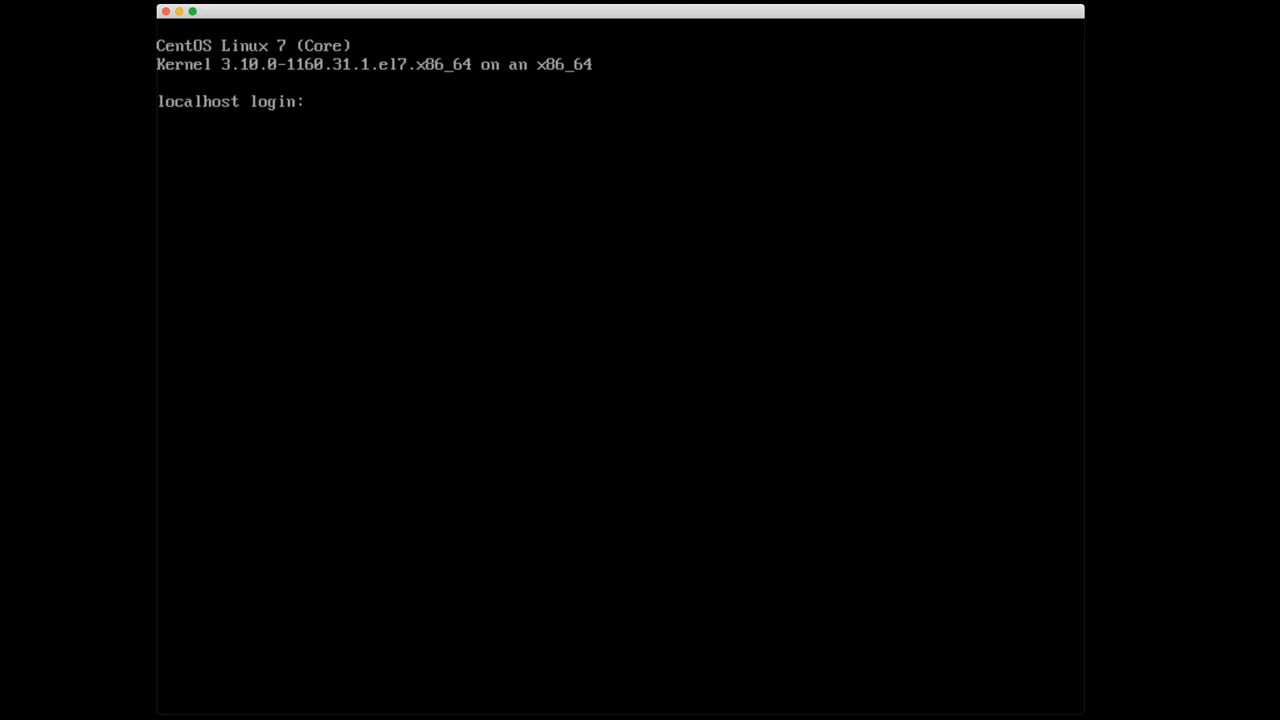 CentOS Linux 7 (Core)
Kernel 3.10.0-1160.31.1.el7.x86_64 on an x86_64
localhost login: